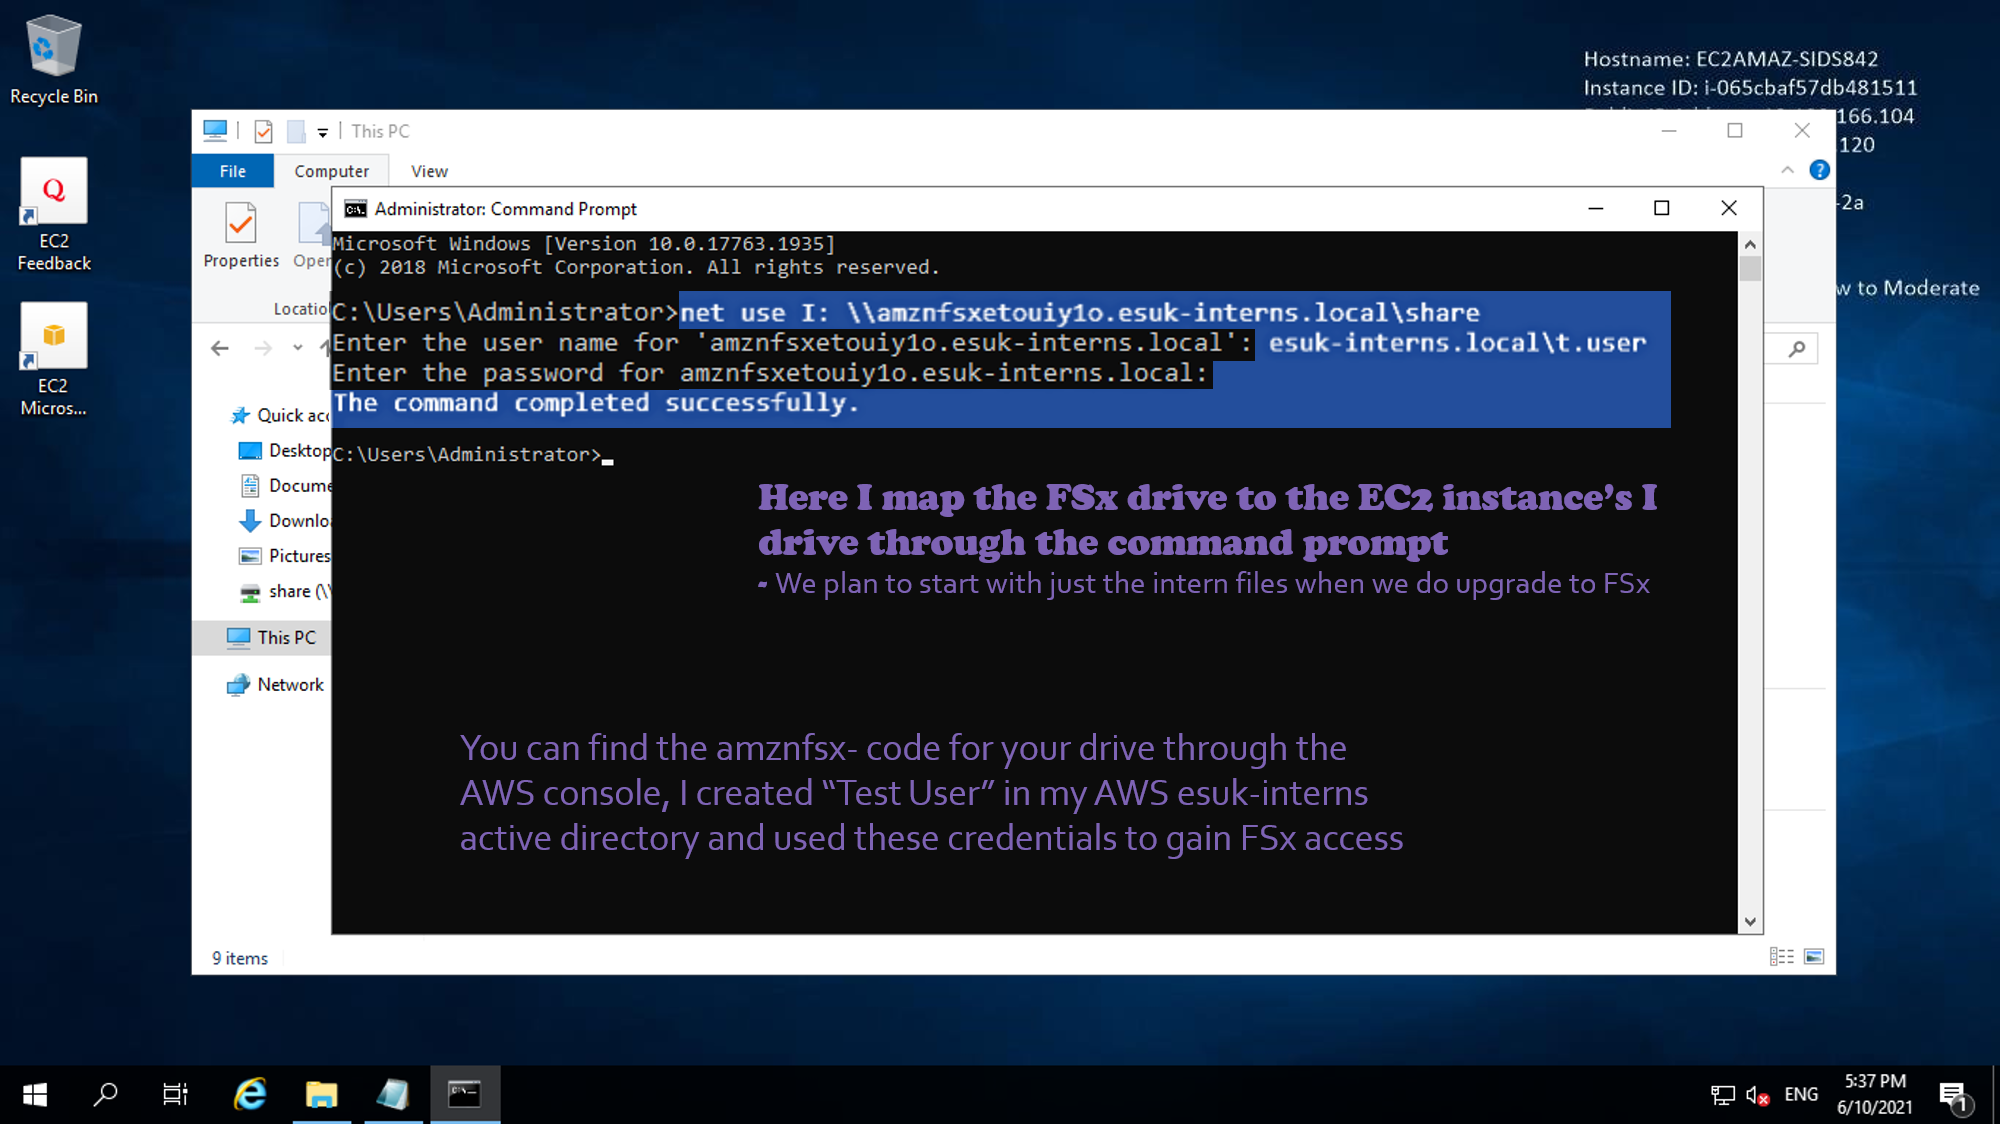 Recycle Bin
EC2
Feedback
EC2
Micros...
Hostname: EC2AMAZ-SIDS842
Instance ID: i-065cbaf57db481511
166.104
.120
-2a
w to Moderate
This PC
File Computer View
Properties Open
Location
Quick acc
Desktop
Docume
Downloa
Pictures
share (\\
This PC
Network
9 items
Administrator: Command Prompt
Microsoft Windows [Version 10.0.17763.1935]
(c) 2018 Microsoft Corporation. All rights reserved.
C:\Users\Administrator>net use I: \\amznfsxetouiy1o.esuk-interns.local\share
Enter the user name for 'amznfsxetouiy1o.esuk-interns.local': esuk-interns.local\t.user
Enter the password for amznfsxetouiy1o.esuk-interns.local:
The command completed successfully.
C:\Users\Administrator>
Here I map the FSx drive to the EC2 instance’s I
drive through the command prompt
- We plan to start with just the intern files when we do upgrade to FSx
You can find the amznfsx- code for your drive through the
AWS console, I created “Test User” in my AWS esuk-interns
active directory and used these credentials to gain FSx access
ENG
5:37 PM
6/10/2021
1